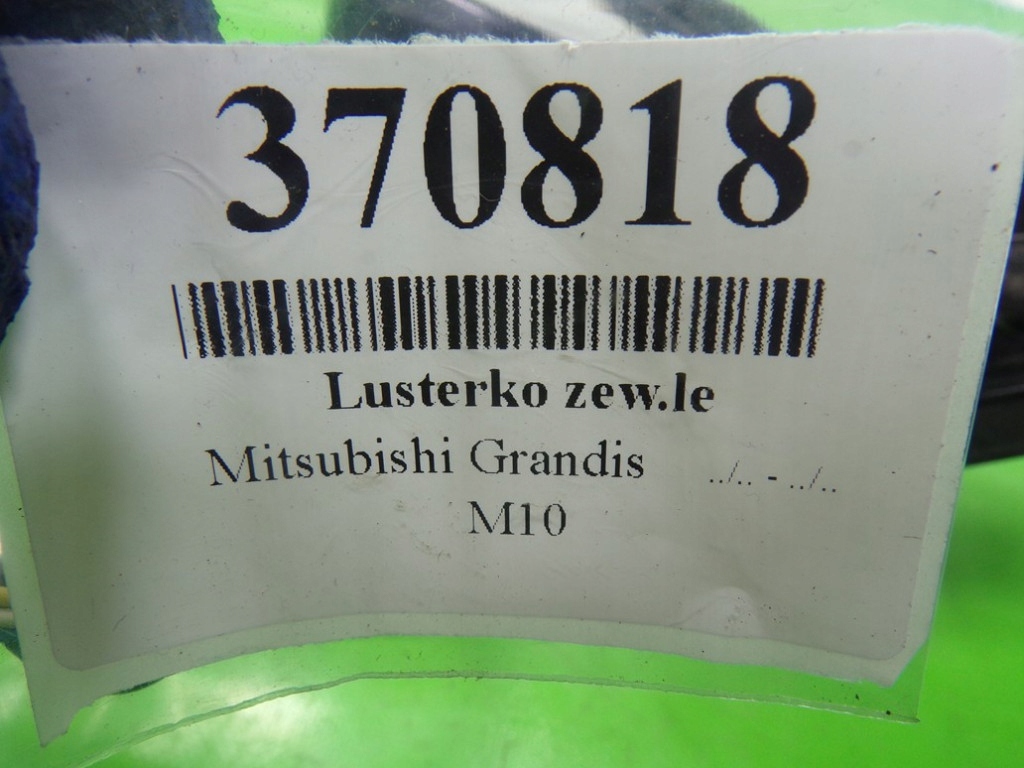 370818
Lusterko zew.le
Mitsubishi Grandis ../.. - ../..
M10